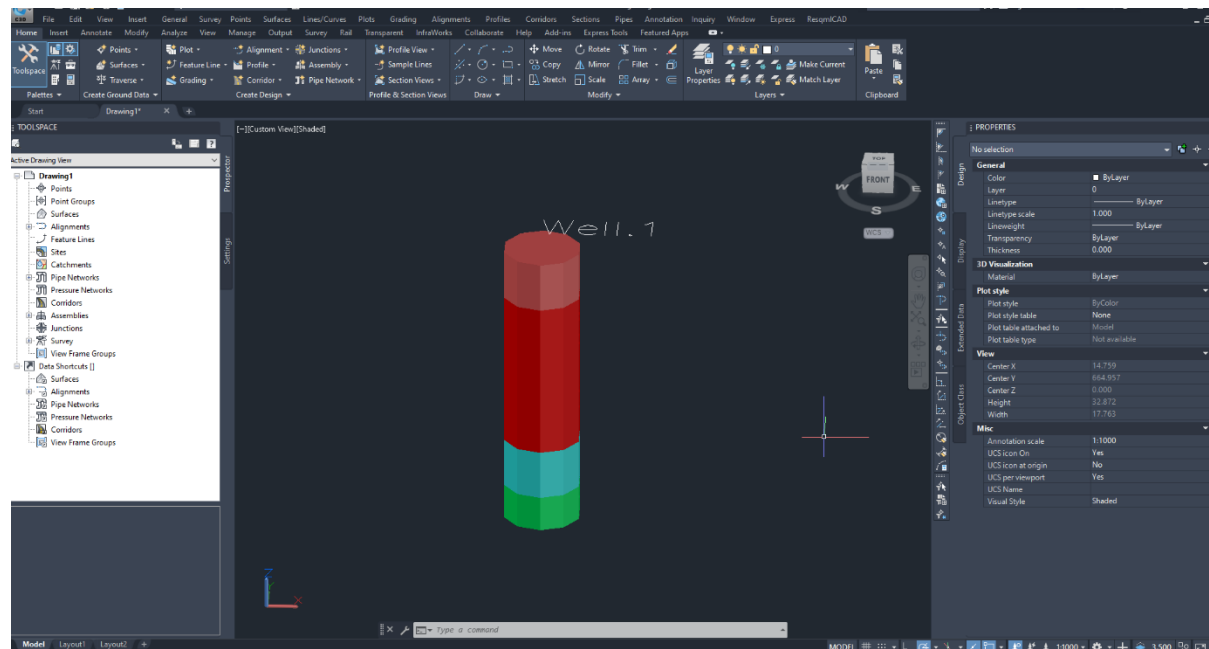 C3D File Edit View Insert General Survey Points Surfaces Lines/Curves Plots Grading Alignments Profiles Corridors Sections Pipes Annotation Inquiry Window Express ResqmlCAD
Home Insert Annotate Modify Analyze View Manage Output Survey Rail Transparent InfraWorks Collaborate Help Add-ins Express Tools Featured Apps
Points Plot Alignment Junctions Profile View Move Rotate Trim 0
Toolspace Surfaces Feature Line Profile Assembly Sample Lines Copy Mirror Fillet Layer Properties Make Current Paste
Traverse Grading Corridor Pipe Network Section Views Stretch Scale Array Match Layer
Palettes Create Ground Data Create Design Profile & Section Views Draw Modify Layers Clipboard
Start Drawing1* +
TOOLSPACE
Active Drawing View
Drawing1
Points
Point Groups
Surfaces
Alignments
Feature Lines
Sites
Catchments
Pipe Networks
Pressure Networks
Corridors
Assemblies
Junctions
Survey
View Frame Groups
Data Shortcuts []
Surfaces
Alignments
Pipe Networks
Pressure Networks
Corridors
View Frame Groups
Prospector
Settings
[-][Custom View][Shaded]
Well.1
TOP
FRONT
W E
S
WCS
Z
X
Type a command
PROPERTIES
No selection
Design
Display
Extended Data
Object Class
General
Color ByLayer
Layer 0
Linetype ByLayer
Linetype scale 1.000
Lineweight ByLayer
Transparency ByLayer
Thickness 0.000
3D Visualization
Material ByLayer
Plot style
Plot style ByColor
Plot style table None
Plot table attached to Model
Plot table type Not available
View
Center X 14.759
Center Y 664.957
Center Z 0.000
Height 32.872
Width 17.763
Misc
Annotation scale 1:1000
UCS icon On Yes
UCS icon at origin No
UCS per viewport Yes
UCS Name
Visual Style Shaded
Model Layout1 Layout2 +
MODEL 1:1000 3.500